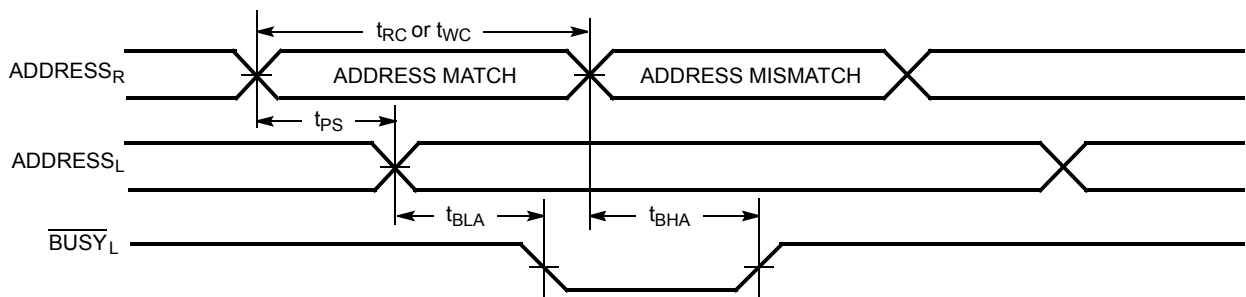 tRC or tWC
ADDRESSR
ADDRESS MATCH
ADDRESS MISMATCH
tPS
ADDRESSL
tBLA
tBHA
BUSYL